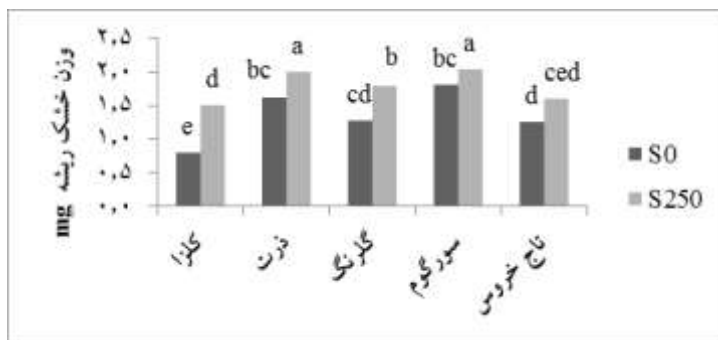 وزن خشک ریشه mg
۲,۵
۲,۰
۱,۵
۱,۰
۰,۵
۰,۰
e
d
bc
a
cd
b
bc
a
d
ced
کلزا
ذرت
گلرنگ
سورگوم
تاج خروس
S0
S250